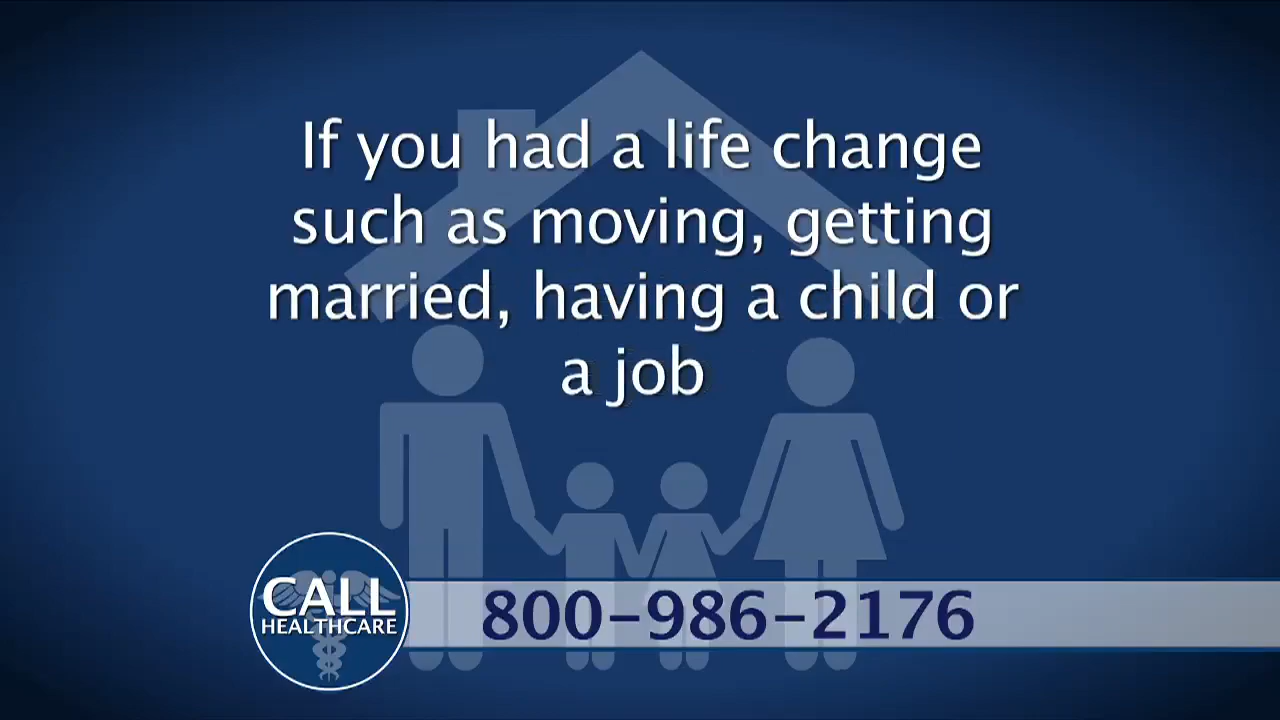 If you had a life change
such as moving, getting
married, having a child or
a job
CALL
HEALTHCARE
800-986-2176